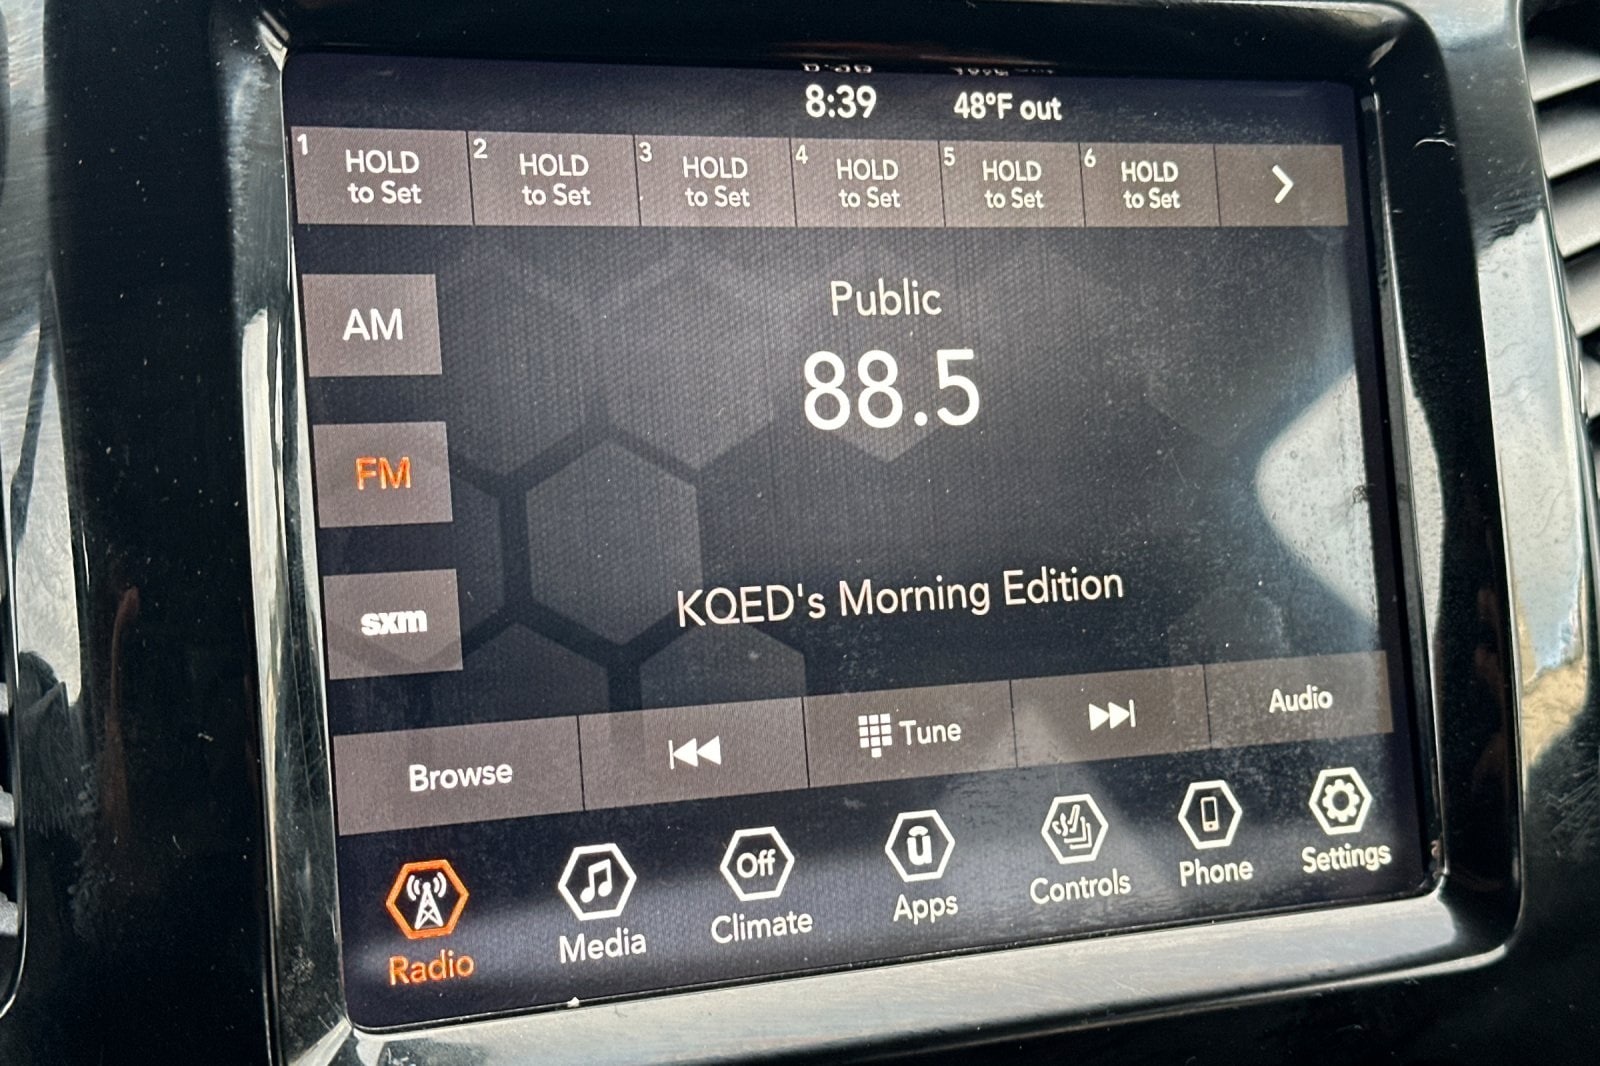 8:39 48°F out
1 HOLD to Set
2 HOLD to Set
3 HOLD to Set
4 HOLD to Set
5 HOLD to Set
6 HOLD to Set
AM
Public
88.5
FM
sxm
KQED's Morning Edition
Browse
Tune
Audio
Radio
Media
Off
Climate
ū
Apps
Controls
Phone
Settings